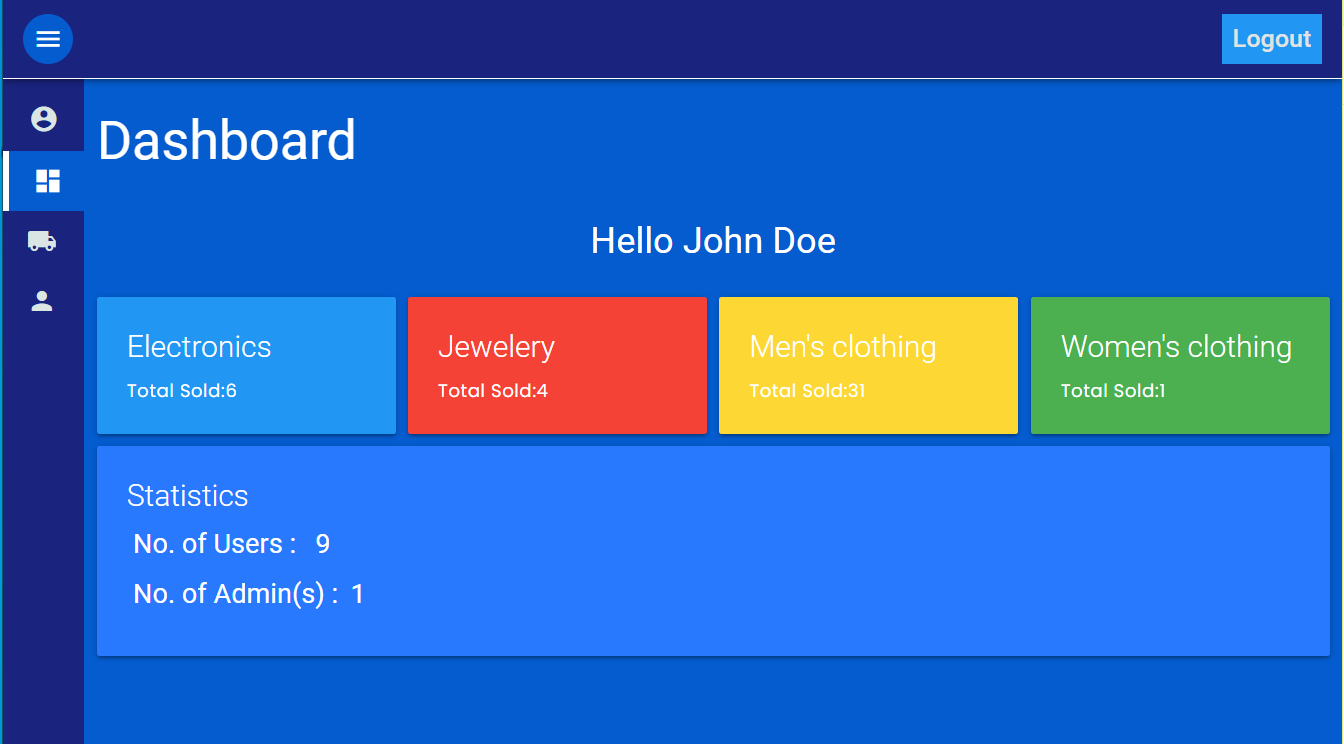 Logout
Dashboard
Hello John Doe
Electronics
Total Sold:6
Jewelery
Total Sold:4
Men's clothing
Total Sold:31
Women's clothing
Total Sold:1
Statistics
No. of Users : 9
No. of Admin(s) : 1